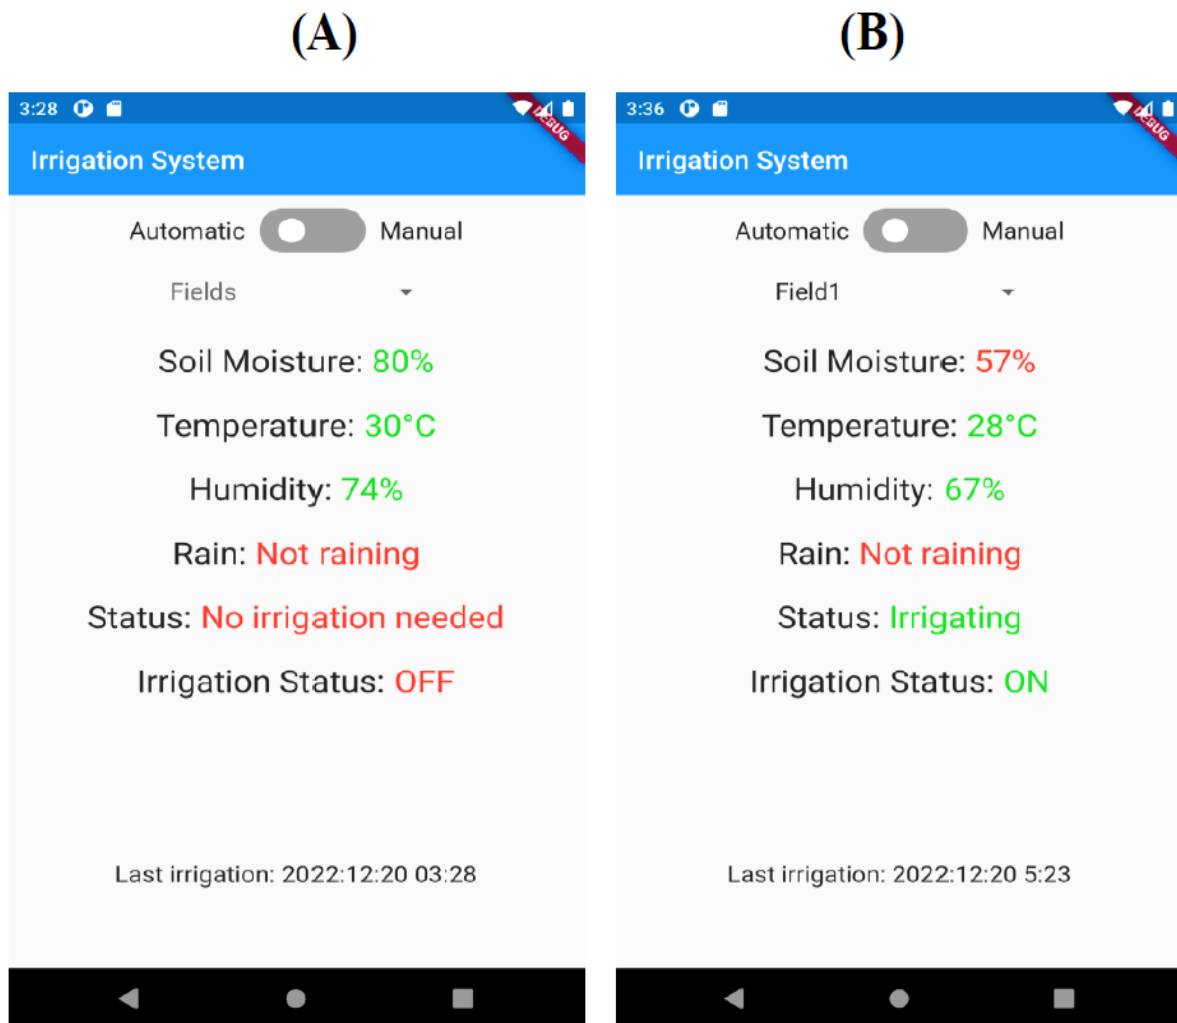 (A)
3:28
DEBUG
Irrigation System
Automatic Manual
Fields
Soil Moisture: 80%
Temperature: 30°C
Humidity: 74%
Rain: Not raining
Status: No irrigation needed
Irrigation Status: OFF
Last irrigation: 2022:12:20 03:28
(B)
3:36
DEBUG
Irrigation System
Automatic Manual
Field1
Soil Moisture: 57%
Temperature: 28°C
Humidity: 67%
Rain: Not raining
Status: Irrigating
Irrigation Status: ON
Last irrigation: 2022:12:20 5:23